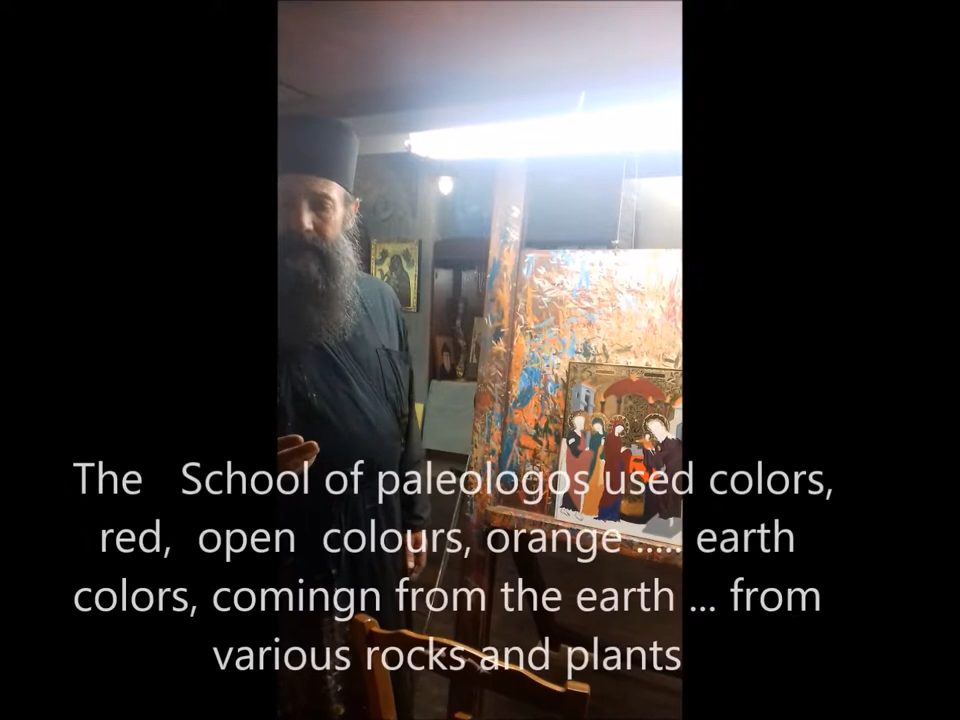 The School of paleologos used colors,
red, open colours, orange ..... earth
colors, comingn from the earth ... from
various rocks and plants